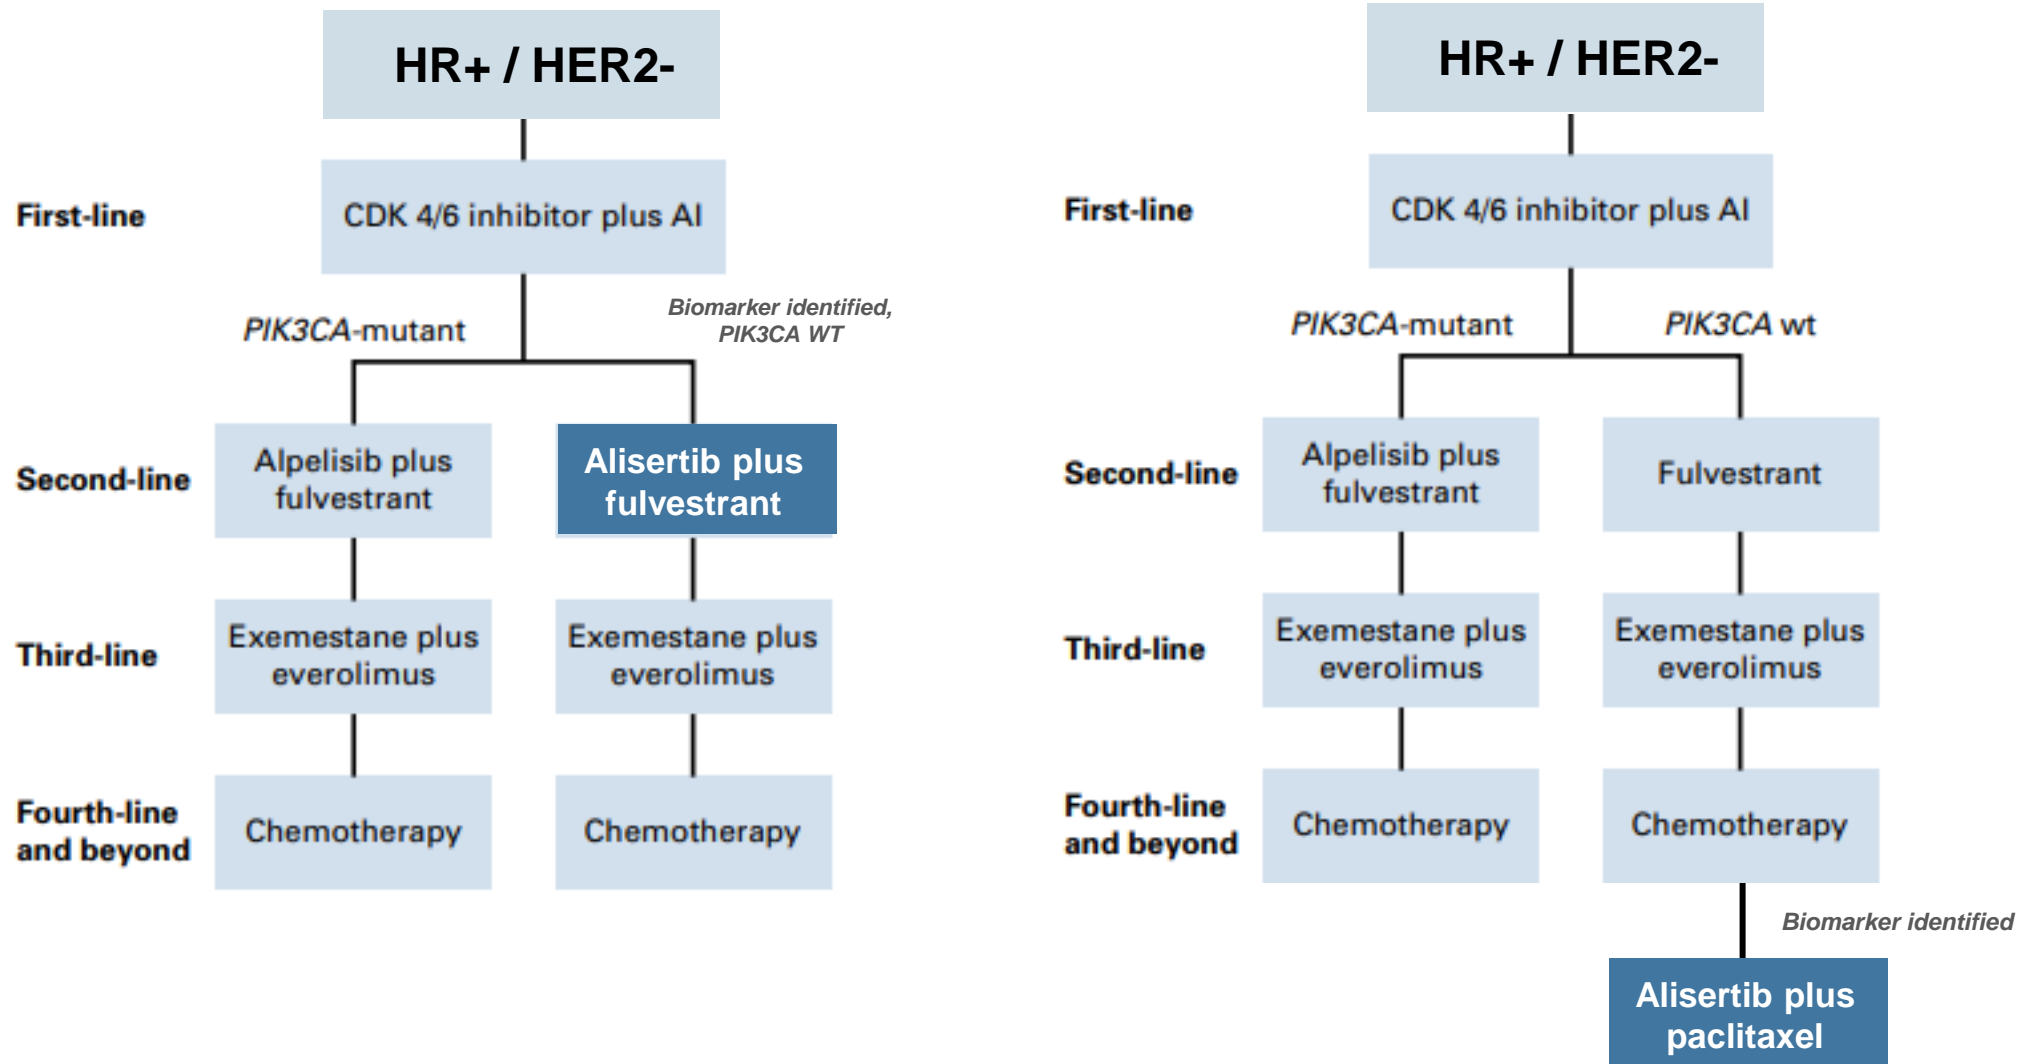 HR+ / HER2-
First-line
CDK 4/6 inhibitor plus AI
PIK3CA-mutant
Biomarker identified,
PIK3CA WT
Second-line
Alpelisib plus
fulvestrant
Alisertib plus
fulvestrant
Third-line
Exemestane plus
everolimus
Exemestane plus
everolimus
Fourth-line
and beyond
Chemotherapy
Chemotherapy
HR+ / HER2-
First-line
CDK 4/6 inhibitor plus AI
PIK3CA-mutant
PIK3CA wt
Second-line
Alpelisib plus
fulvestrant
Fulvestrant
Third-line
Exemestane plus
everolimus
Exemestane plus
everolimus
Fourth-line
and beyond
Chemotherapy
Chemotherapy
Biomarker identified
Alisertib plus
paclitaxel